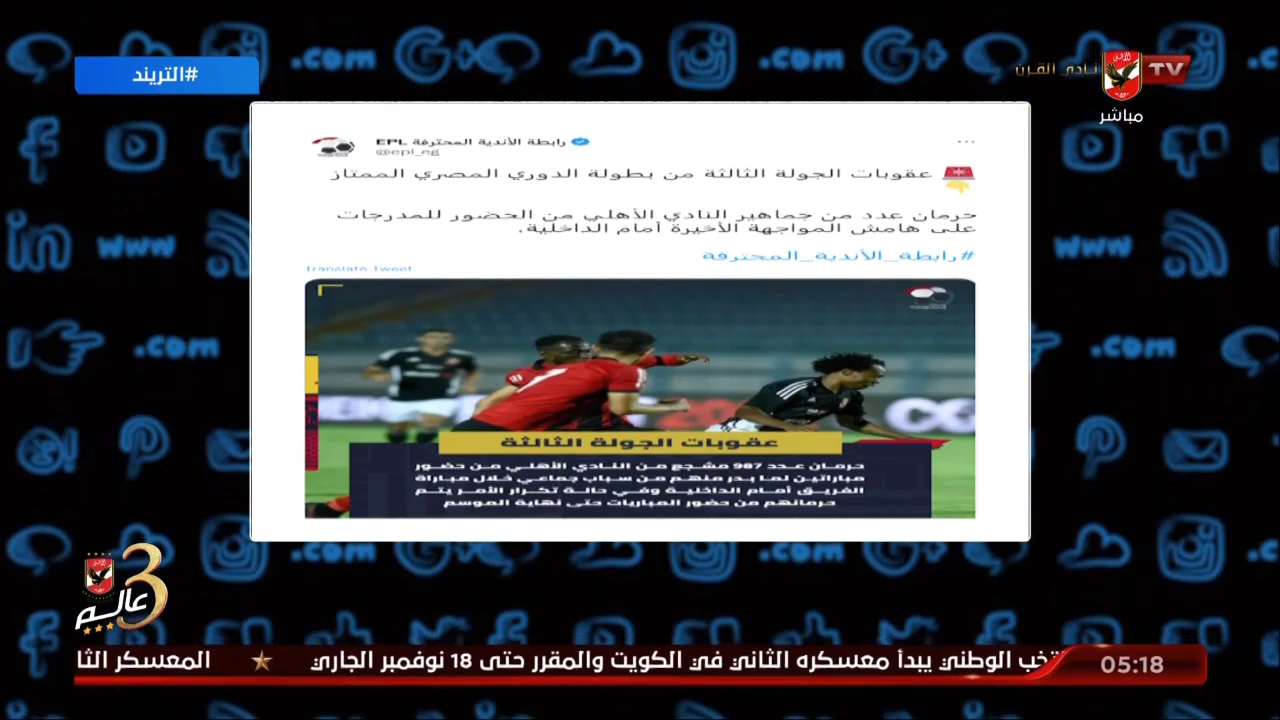 #التريند
نادي القرن
TV
مباشر
رابطة الأندية المحترفة EPL
@epl_eg
عقوبات الجولة الثالثة من بطولة الدوري المصري الممتاز
حرمان عدد من جماهير النادي الأهلي من الحضور للمدرجات
على هامش المواجهة الأخيرة أمام الداخلية.
#رابطة_الأندية_المحترفة
Translate Tweet
عقوبات الجولة الثالثة
حرمان عدد 987 مشجع من النادي الأهلي من حضور
مباراتين لما بدر منهم من سباب جماعي خلال مباراة
الفريق أمام الداخلية وفي حالة تكرار الأمر يتم
حرمانهم من حضور المباريات حتى نهاية الموسم
3 عالم
تخب الوطني يبدأ معسكره الثاني في الكويت والمقرر حتى 18 نوفمبر الجاري ★ المعسكر الثا
05:18